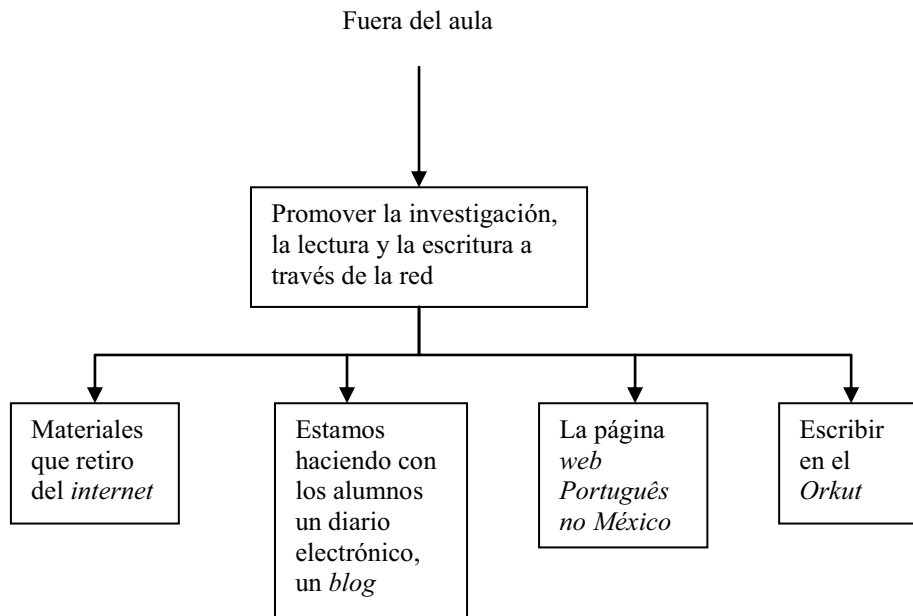 Fuera del aula
Promover la investigación,
la lectura y la escritura a
través de la red
Materiales
que retiro
del internet
Estamos
haciendo con
los alumnos
un diario
electrónico,
un blog
La página
web
Português
no México
Escribir
en el
Orkut